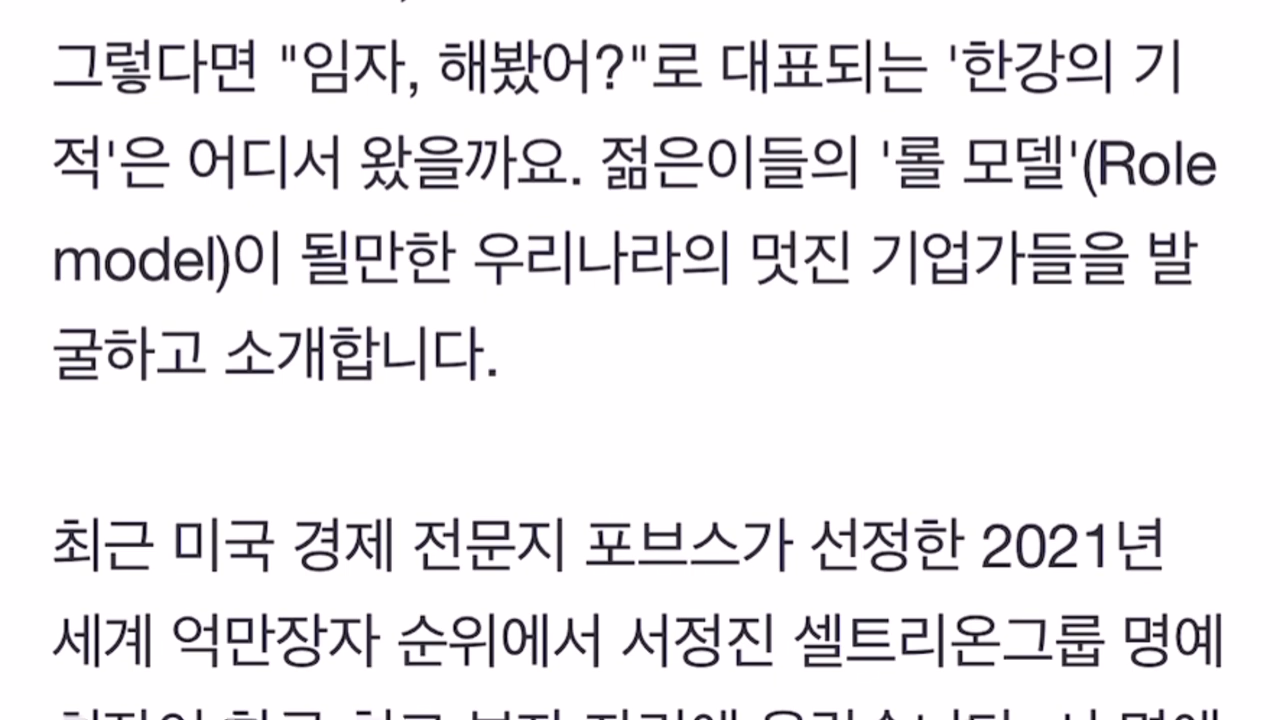 그렇다면 "임자, 해봤어?"로 대표되는 '한강의 기
적'은 어디서 왔을까요. 젊은이들의 '롤 모델'(Role
model)이 될만한 우리나라의 멋진 기업가들을 발
굴하고 소개합니다.
최근 미국 경제 전문지 포브스가 선정한 2021년
세계 억만장자 순위에서 서정진 셀트리온그룹 명예